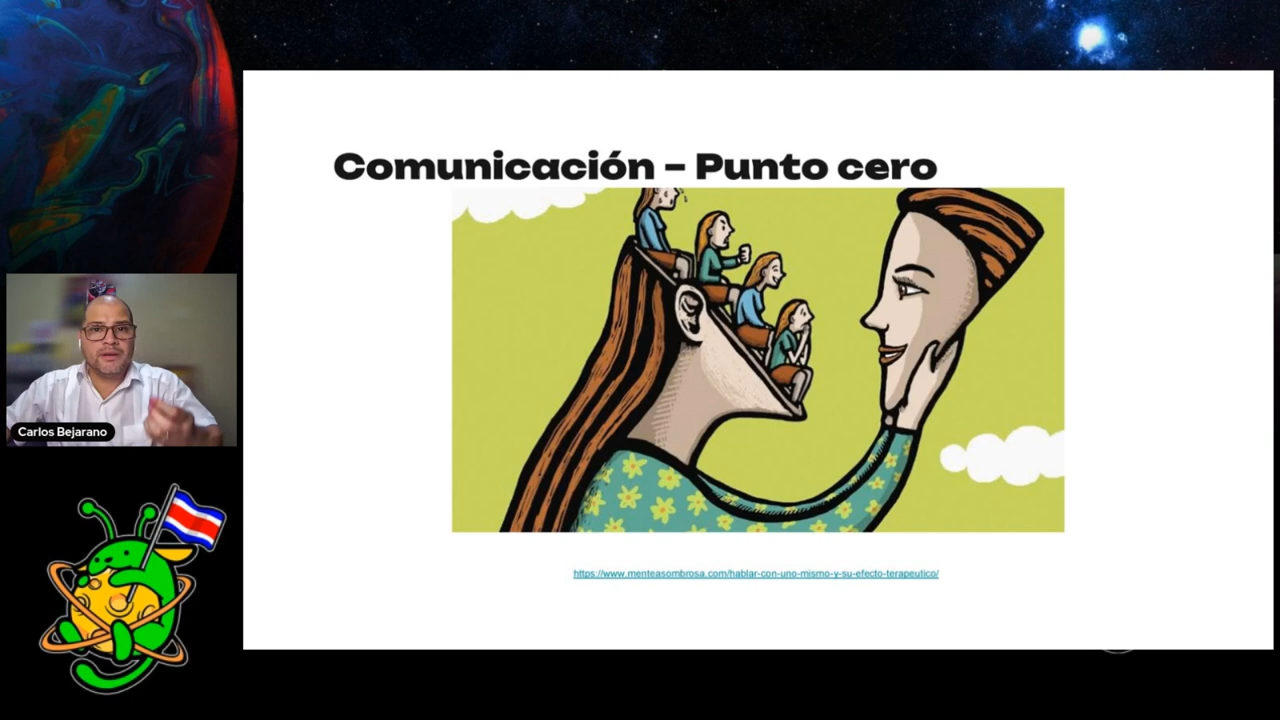 Comunicación – Punto cero
Carlos Bejarano
https://www.menteasombrosa.com/hablar-con-uno-mismo-y-su-efecto-terapeutico/